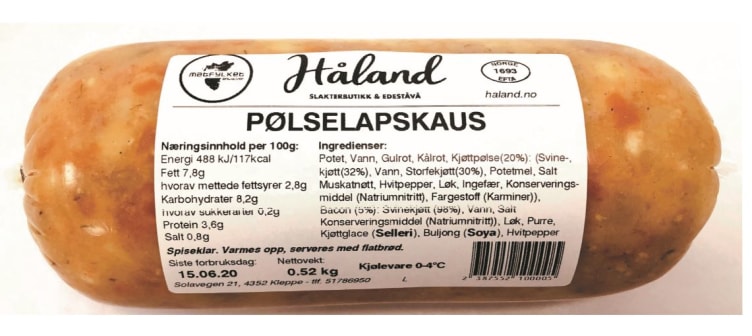 matfylket
Håland
SLAKTERBUTIKK & EDESTÅVÅ
NORGE
1693
EFTA
haland.no
PØLSELAPSKAUS
Næringsinnhold per 100g:
Energi 488 kJ/117kcal
Fett 7,8g
hvorav mettede fettsyrer 2,8g
Karbohydrater 8,2g
hvorav sukkerarter 0,2g
Protein 3,6g
Salt 0,8g
Ingredienser:
Potet, Vann, Gulrot, Kålrot, Kjøttpølse(20%): (Svine-,
kjøtt(32%), Vann, Storfekjøtt(30%), Potetmel, Salt
Muskatnøtt, Hvitpepper, Løk, Ingefær, Konserverings-
middel (Natriumnitritt), Fargestoff (Karminer)),
Bacon (5%): Svinekjøtt (98%), Vann, Salt
Konserveringsmiddel (Natriumnitritt)), Løk, Purre,
Kjøttglace (Selleri), Buljong (Soya), Hvitpepper
Spiseklar. Varmes opp, serveres med flatbrød.
Siste forbruksdag: Nettovekt:
15.06.20 0.52 kg Kjølevare 0-4°C
Solavegen 21, 4352 Kleppe - tlf. 51786950 L
2 387552 100005